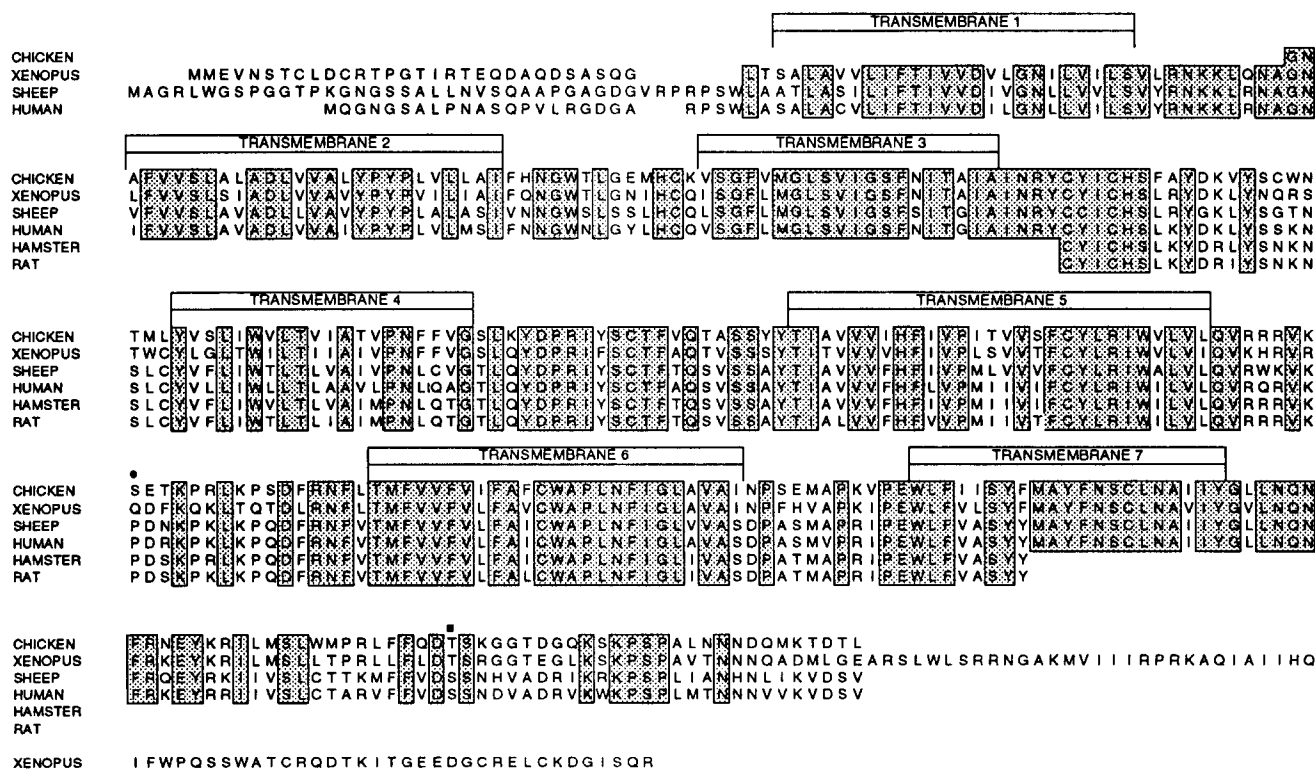 TRANSMEMBRANE 1
CHICKEN GN
XENOPUS MMEVNSTCLDCRTPGTIRTEQDAQDSASQG LTSALAVVLIFTIVVDVLGNILVILSVLRNKKLQNAGN
SHEEP MAGRLWGSPGGTPKGNGSSALLNVSQAAPGAGDGVRPRPSWLAATLASILIFTIVVDIVGNLLVVLSVYRNKKLRNAGN
HUMAN MQGNGSALPNASQPVLRGDGA RPSWLASALACVLIFTIVVDILGNLLVILSVYRNKKLRNAGN
TRANSMEMBRANE 2 TRANSMEMBRANE 3
CHICKEN AFVVSLALADLVVALYPYPLVLLAIFHNGWTLGEMHCKVSGFVMGLSVIGSFNITAIAINRYCYICHSFAYDKVYSCWN
XENOPUS LFVVSLSIADLVVAVYPYPVILIAIFQNGWTLGNIHCQISGFLMGLSVIGSFNITAIAINRYCYICHSLRYDKLYNQRS
SHEEP VFVVSLAVADLLVAVYPYPLALASIVNNGWSLSSLHCQLSGFLMGLSVIGSFSITGIAINRYCCICHSLRYGKLYSGTN
HUMAN IFVVSLAVADLVVAIYPYPLVLMSIFNNGWNLGYLHCQVSGFLMGLSVIGSFNITGIAINRYCYICHSLKYDKLYSSKN
HAMSTER CYICHSLKYDRLYSNKN
RAT CYICHSLKYDRIYSNKN
TRANSMEMBRANE 4 TRANSMEMBRANE 5
CHICKEN TMLYVSLIWVLTVIATVPNFFVGSLKYDPRIYSCTFVQTASSYYTIAVVVIHFIVPITVVSFCYLRIWVLVLQVRRRVK
XENOPUS TWCYLGLTWILTIIAIVPNFFVGSLQYDPRIFSCTFAQTVSSSYTITVVVVHFIVPLSVVTFCYLRIWVLVIQVKHRVR
SHEEP SLCYVFLIWTLTLVAIVPNLCVGTLQYDPRIYSCTFTQSVSSAYTIAVVVFHFIVPMLVVVFCYLRIWALVLQVRWKVK
HUMAN SLCYVLLIWLLTLAAVLPNLIQAGTLQYDPRIYSCTFAQSVSSAYTIAVVVFHFLVPMIIVIFCYLRIWILVLQVRQRVK
HAMSTER SLCYVFLIWVLTLVAIMPNLQTGTLQYDPRIYSCTFTQSVSSAYTIAVVVFHFIVPMIIVIFCYLRIWILVLQVRRRVK
RAT SLCYVFLIWTLTLIAIMPNLQTGTLQYDPRIYSCTFTQSVSSAYTIALVVFHFVVPMIIVTFCYLRIWILVLQVRRRVK
TRANSMEMBRANE 6 TRANSMEMBRANE 7
CHICKEN SETKPRLKPSDFRNFLTMFVVFVIFAFCWAPLNFIGLAVAINPSEMAPKVPEWLFIISYFMAYFNSCLNAIIYGLLNQN
XENOPUS QDFKQKLTQTDLRNFLTMFVVFVLFAVCWAPLNFIGLAVAINPFHVAPKIPEWLFVLSYFMAYFNSCLNAVIYGVLNQN
SHEEP PDNKPKLKPQDFRNFVTMFVVFVLFAICWAPLNFIGLVVASDPASMAPRIPEWLFVASYYMAYFNSCLNAIIYGLLNQN
HUMAN PDRKPKLKPQDFRNFVTMFVVFVLFAICWAPLNFIGLAVASDPASMVPRIPEWLFVASYYMAYFNSCLNAIIYGLLNQN
HAMSTER PDSKPKLKPQDFRNFVTMFVVFVLFAICWAPLNFIGLIVASDPATMAPRIPEWLFVASYY
RAT PDSKPKLKPQDFRNFVTMFVVFVLFALCWAPLNFIGLIVASDPATMAPRIPEWLFVASYY
CHICKEN FRNEYKRILMSLWMPRLFFQDTSKGGTDGQKSKPSPALNNNDQMKTDTL
XENOPUS FRKEYKRILMSLLTPRLLFLDTSRGGTEGLKSKPSPAVTNNNQADMLGEARSLWLSRRNGAKMVIIIRPRKAQIAIIHQ
SHEEP FRQEYRKIIVSLCTTKMFFVDSSNHVADRIKRKPSPLIANHNLIKVDSV
HUMAN FRKEYRRIIVSLCTARVFFVDSSNDVADRVKWKPSPLMTNNNVVKVDSV
HAMSTER
RAT
XENOPUS IFWPQSSWATCRQDTKITGEEDGCRELCKDGISQR